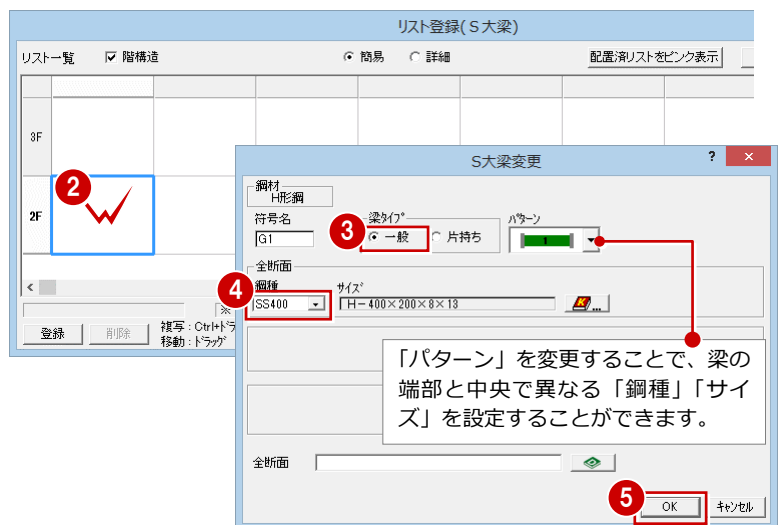 リスト登録(S大梁)
リスト一覧 階構造 簡易 詳細 配置済リストをピンク表示
3F
2F
2
登録 削除 複写：Ctrl+ドラ
移動：ドラッグ
※
S大梁変更 ? ×
鋼材
H形鋼
符号名 梁タイプ パターン
G1 3 一般 片持ち
全断面
4 鋼種 サイズ
SS400 H－400×200×8×13 ...
「パターン」を変更することで、梁の
端部と中央で異なる「鋼種」「サイ
ズ」を設定することができます。
全断面
5 OK キャンセル